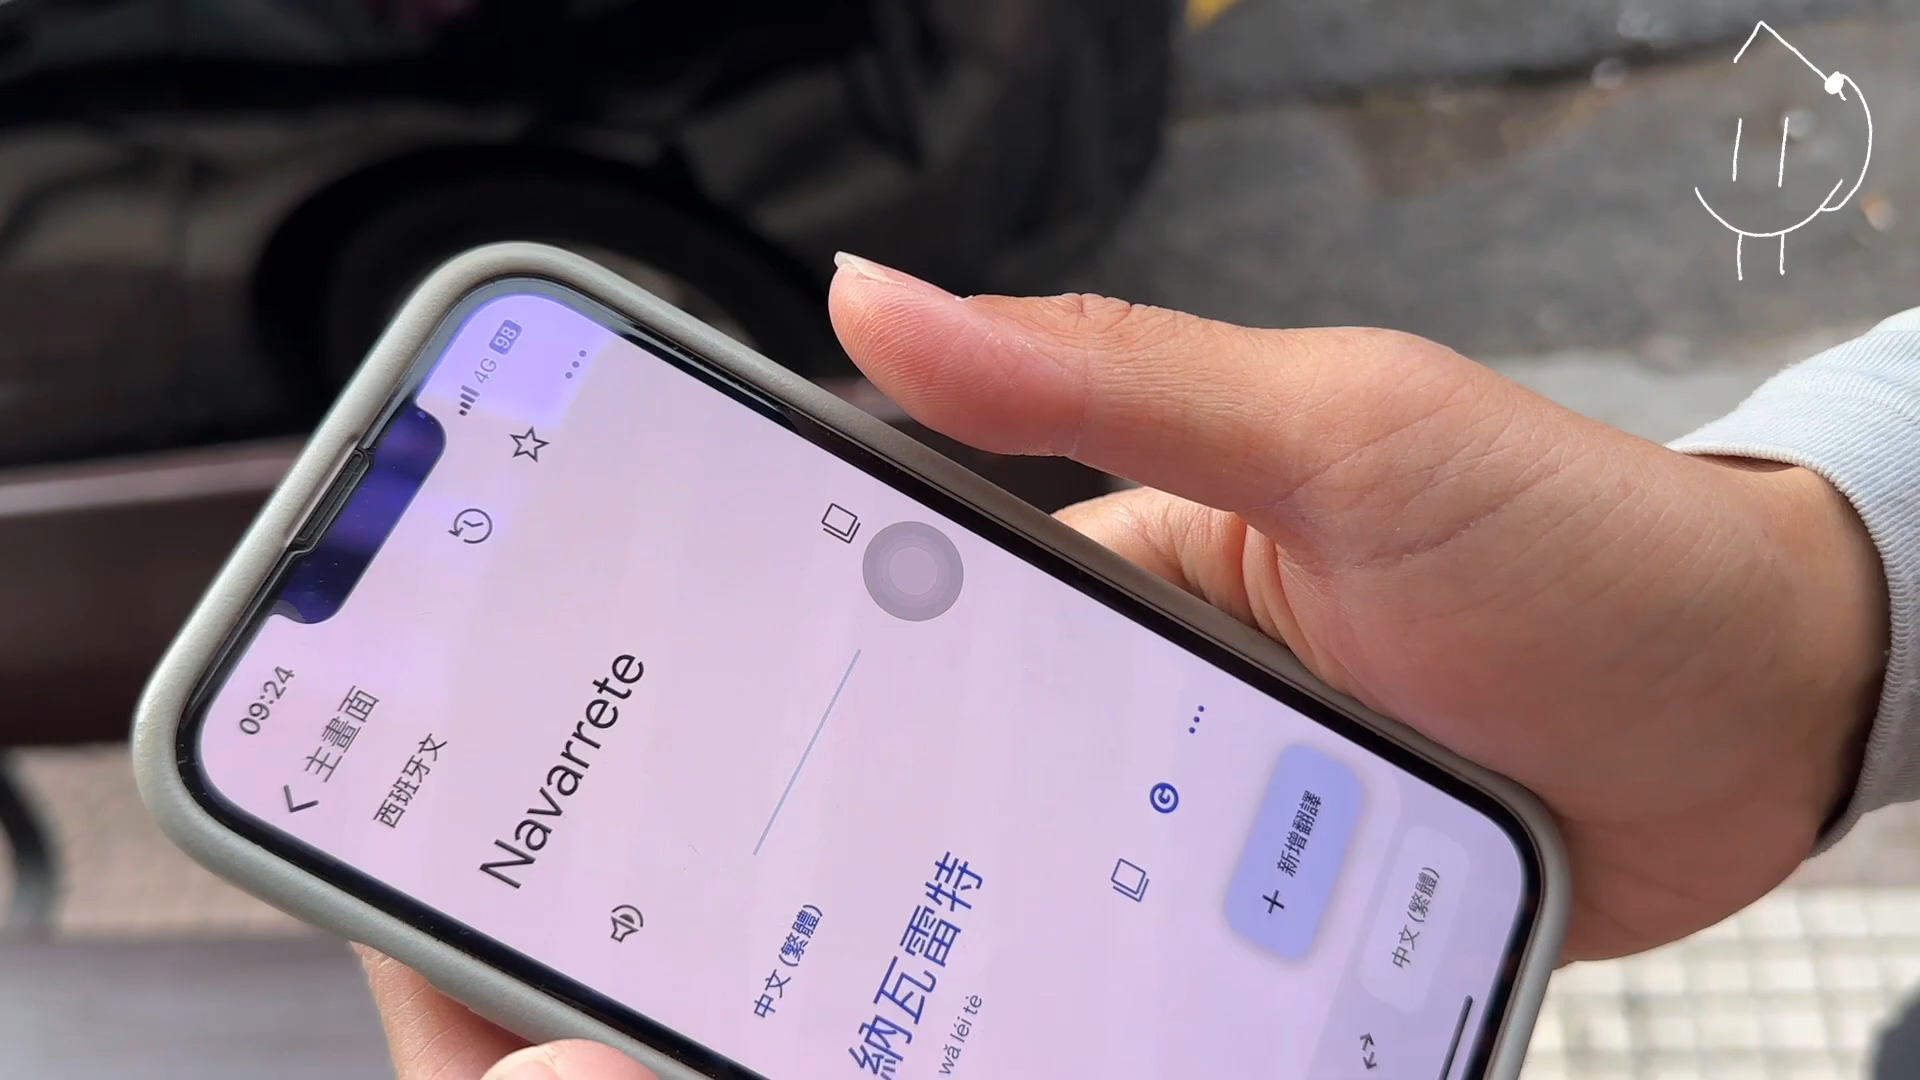 09:24
4G 98
主畫面
西班牙文
Navarrete
中文 (繁體)
納瓦雷特
wǎ léi tè
新增翻譯
中文 (繁體)